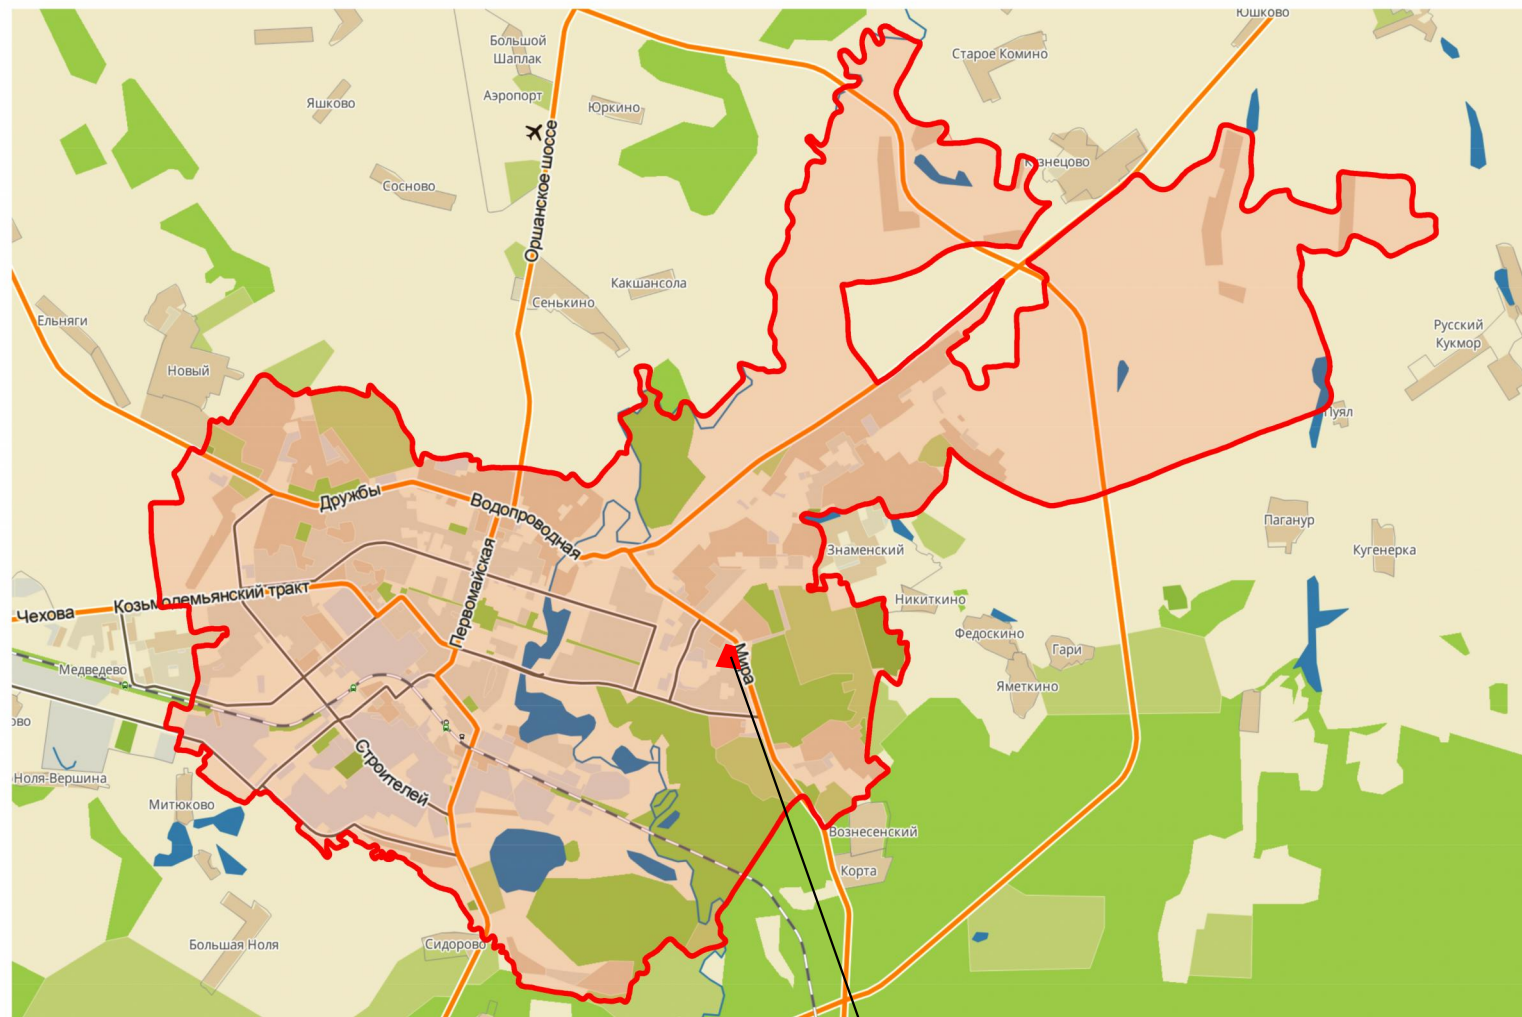 Юшково
Большой
Шаплак
Старое Комино
Аэропорт
Яшково
Юркино
Кузнецово
Сосново
Оршанское шоссе
Какшансола
Сенькино
Ельняги
Русский
Кукмор
Новый
Пуял
Дружбы
Водопроводная
Паганур
Знаменский
Кугенерка
Первомайская
Козьмодемьянский тракт
Чехова
Никиткино
Федоскино
Гари
Мира
Медведево
Яметкино
ово
Строителей
Ноля-Вершина
Митюково
Вознесенский
Корта
Большая Ноля
Сидорово